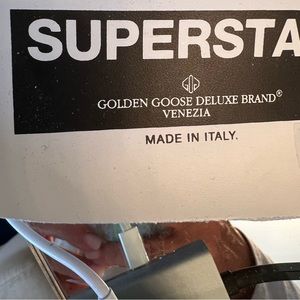 SUPERSTA
GOLDEN GOOSE DELUXE BRAND®
VENEZIA
MADE IN ITALY.